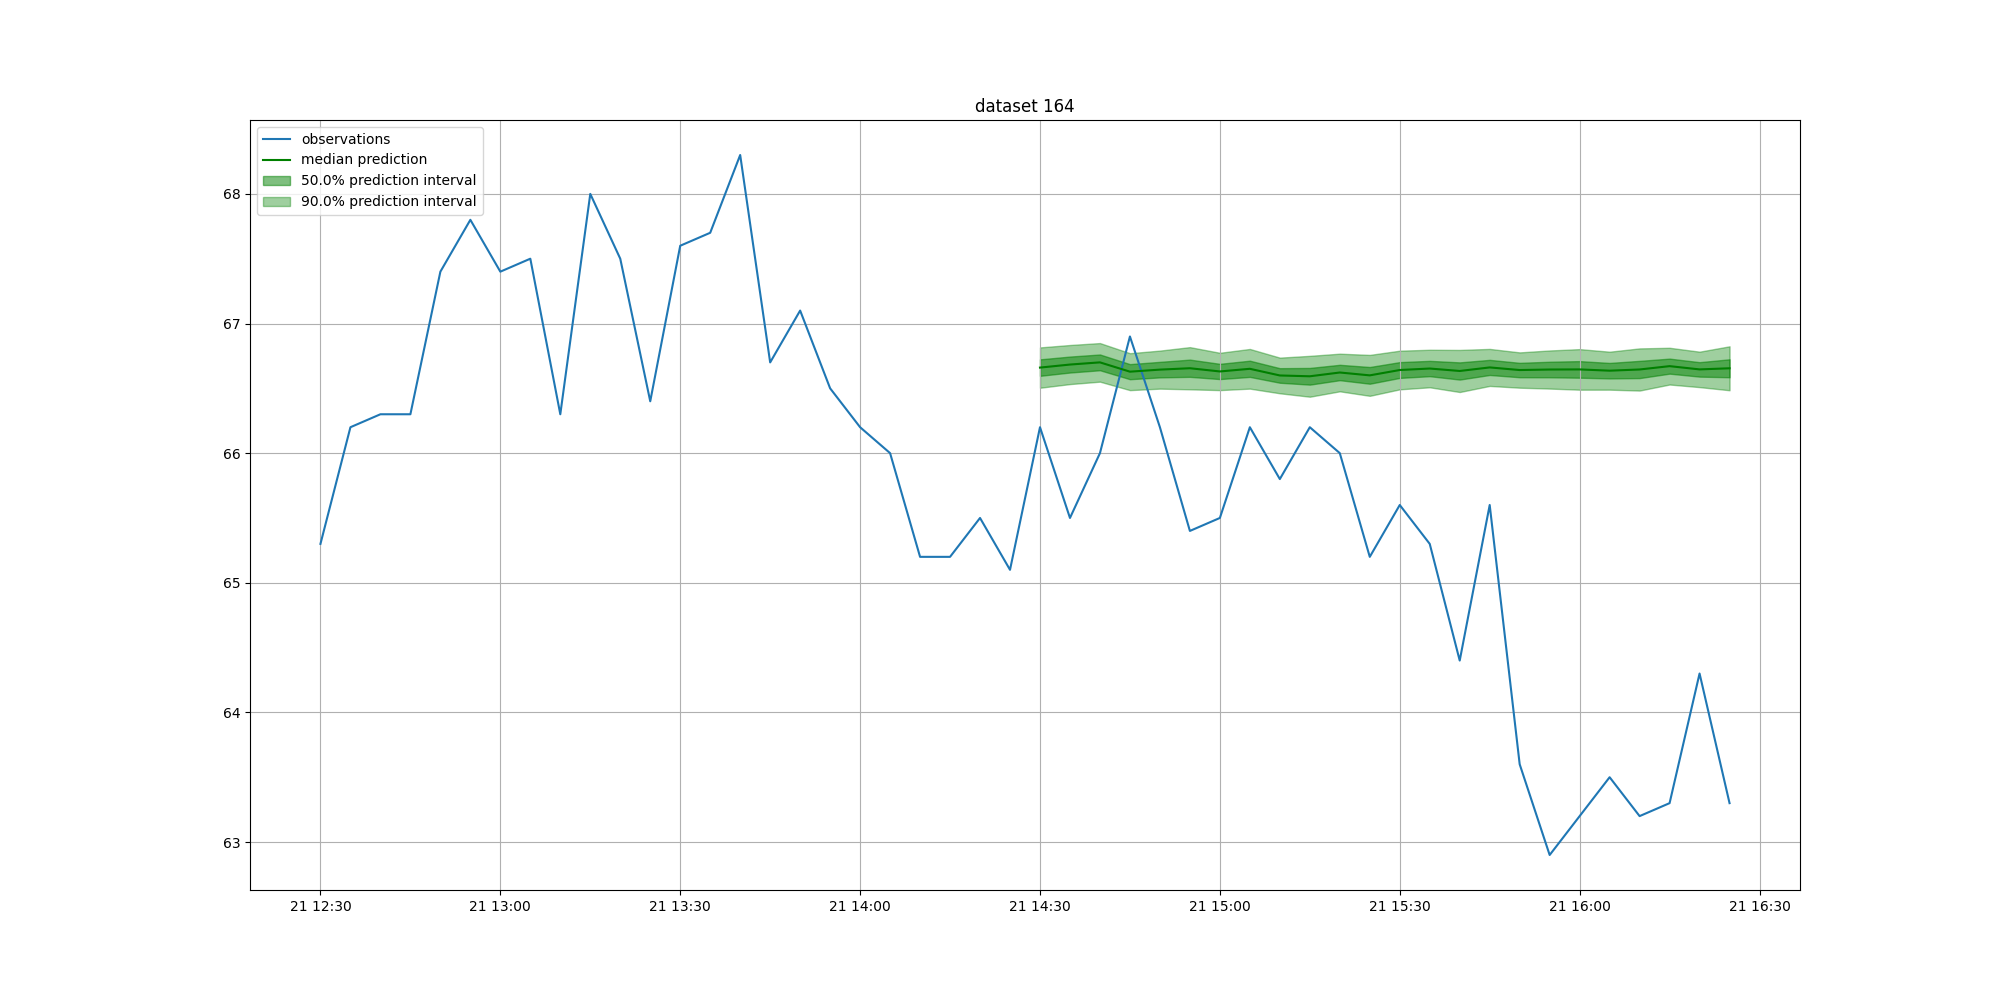 dataset 164
observations
median prediction
50.0% prediction interval
90.0% prediction interval
68
67
66
65
64
63
21 12:30 21 13:00 21 13:30 21 14:00 21 14:30 21 15:00 21 15:30 21 16:00 21 16:30